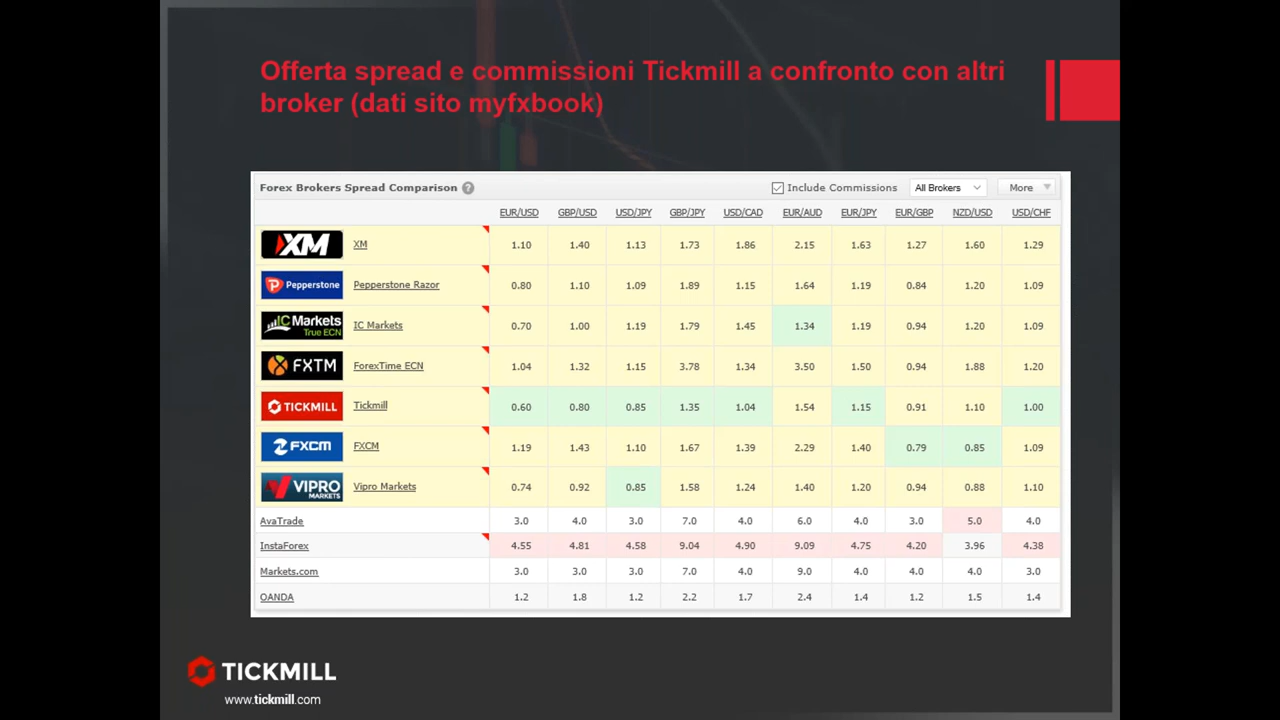 Offerta spread e commissioni Tickmill a confronto con altri
broker (dati sito myfxbook)
Forex Brokers Spread Comparison ? Include Commissions All Brokers More
EUR/USD GBP/USD USD/JPY GBP/JPY USD/CAD EUR/AUD EUR/JPY EUR/GBP NZD/USD USD/CHF
XM XM 1.10 1.40 1.13 1.73 1.86 2.15 1.63 1.27 1.60 1.29
Pepperstone Pepperstone Razor 0.80 1.10 1.09 1.89 1.15 1.64 1.19 0.84 1.20 1.09
IC Markets True ECN IC Markets 0.70 1.00 1.19 1.79 1.45 1.34 1.19 0.94 1.20 1.09
FXTM ForexTime ECN 1.04 1.32 1.15 3.78 1.34 3.50 1.50 0.94 1.88 1.20
TICKMILL Tickmill 0.60 0.80 0.85 1.35 1.04 1.54 1.15 0.91 1.10 1.00
FXCM FXCM 1.19 1.43 1.10 1.67 1.39 2.29 1.40 0.79 0.85 1.09
VIPRO MARKETS Vipro Markets 0.74 0.92 0.85 1.58 1.24 1.40 1.20 0.94 0.88 1.10
AvaTrade 3.0 4.0 3.0 7.0 4.0 6.0 4.0 3.0 5.0 4.0
InstaForex 4.55 4.81 4.58 9.04 4.90 9.09 4.75 4.20 3.96 4.38
Markets.com 3.0 3.0 3.0 7.0 4.0 9.0 4.0 4.0 4.0 3.0
OANDA 1.2 1.8 1.2 2.2 1.7 2.4 1.4 1.2 1.5 1.4
TICKMILL
www.tickmill.com